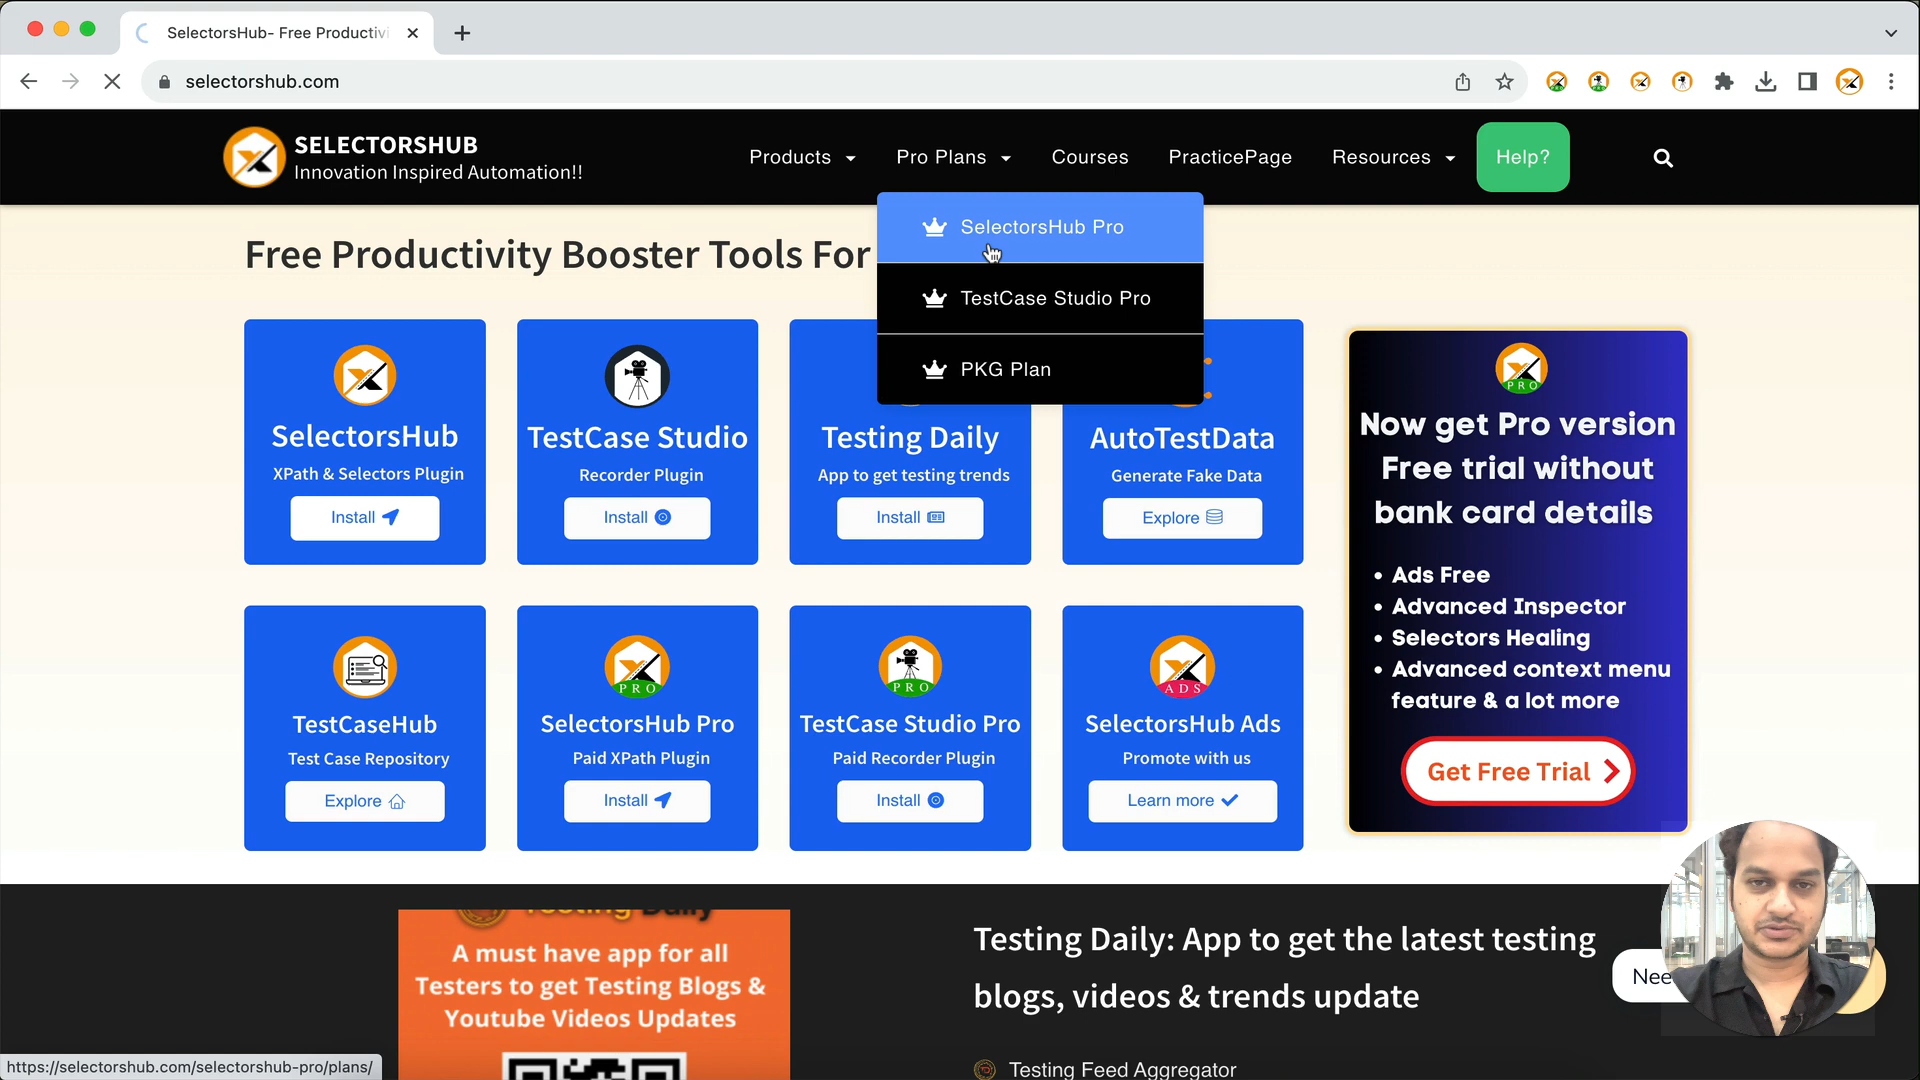 SelectorsHub- Free Productivi
selectorshub.com
SELECTORSHUB
Innovation Inspired Automation!!
Products
Pro Plans
Courses
PracticePage
Resources
Help?
SelectorsHub Pro
TestCase Studio Pro
PKG Plan
Free Productivity Booster Tools For
SelectorsHub
XPath & Selectors Plugin
Install
TestCase Studio
Recorder Plugin
Install
Testing Daily
App to get testing trends
Install
AutoTestData
Generate Fake Data
Explore
TestCaseHub
Test Case Repository
Explore
PRO
SelectorsHub Pro
Paid XPath Plugin
Install
PRO
TestCase Studio Pro
Paid Recorder Plugin
Install
ADS
SelectorsHub Ads
Promote with us
Learn more
PRO
Now get Pro version
Free trial without
bank card details
• Ads Free
• Advanced Inspector
• Selectors Healing
• Advanced context menu
feature & a lot more
Get Free Trial
Testing Daily
A must have app for all
Testers to get Testing Blogs &
Youtube Videos Updates
Testing Daily: App to get the latest testing
blogs, videos & trends update
Testing Feed Aggregator
Nee
https://selectorshub.com/selectorshub-pro/plans/